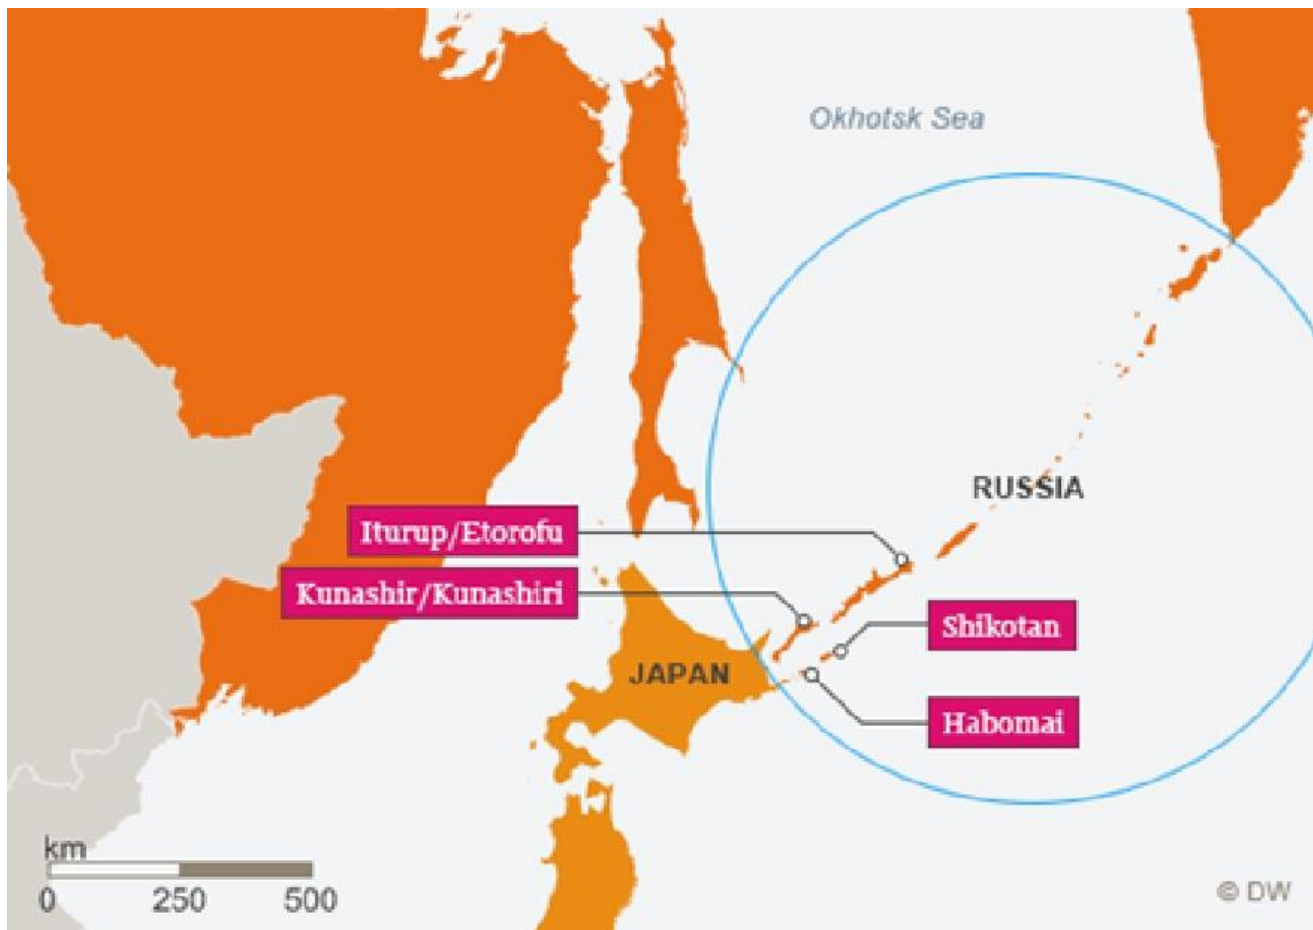 Okhotsk Sea
RUSSIA
Iturup/Etorofu
Kunashir/Kunashiri
Shikotan
JAPAN
Habomai
km
0 250 500
© DW